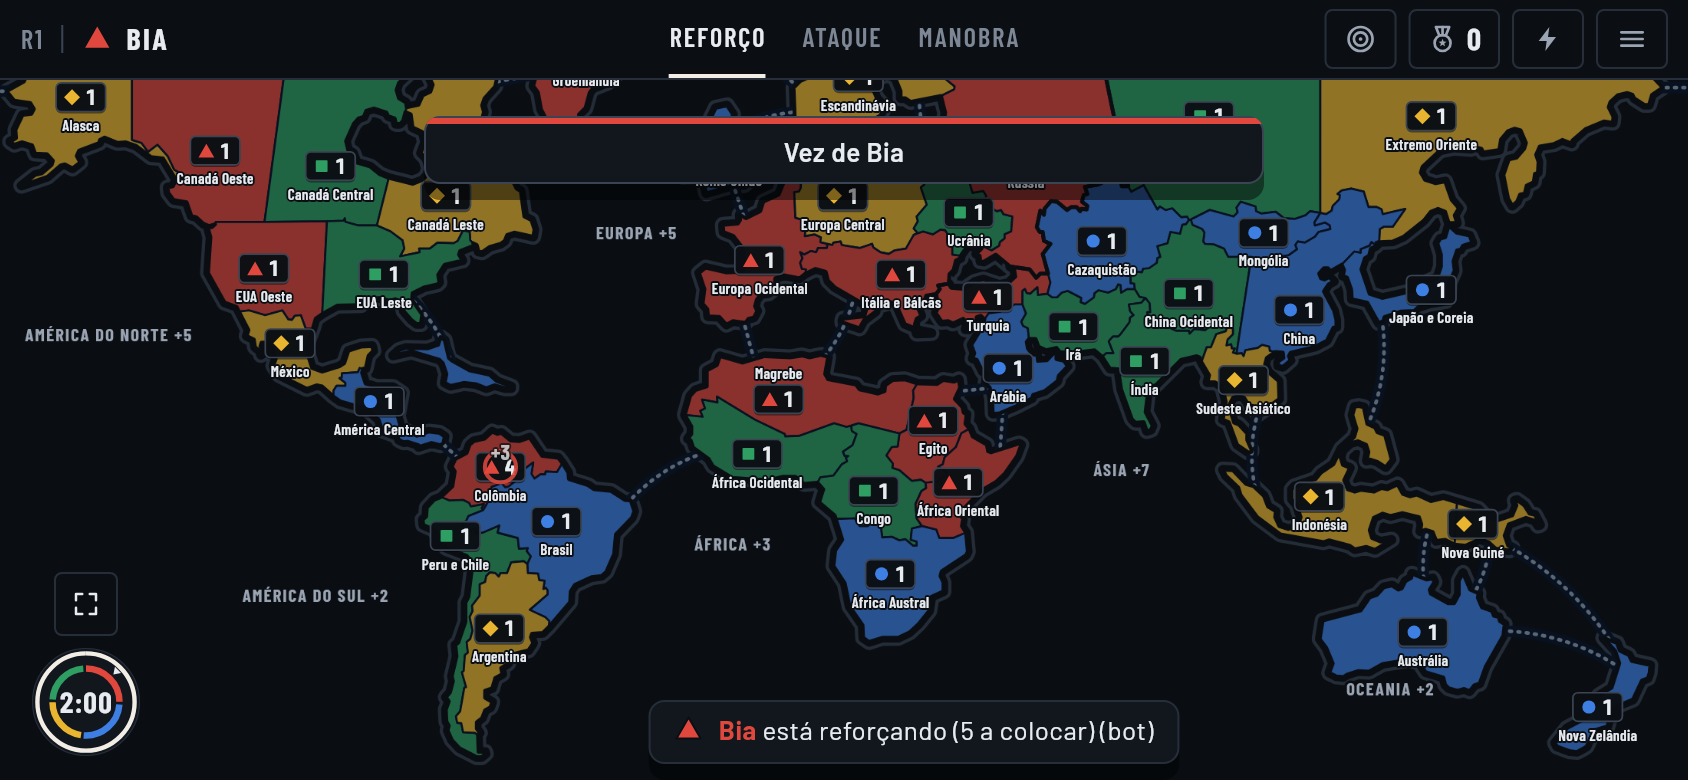 R1
BIA
REFORÇO
ATAQUE
MANOBRA
0
Groenlândia
1
Alasca
1
Escandinávia
1
1
Extremo Oriente
1
Canadá Oeste
1
Canadá Central
Vez de Bia
Reino Unido
Rússia
1
Canadá Leste
EUROPA +5
1
Europa Central
1
Ucrânia
1
Cazaquistão
1
Mongólia
1
EUA Oeste
1
EUA Leste
1
Europa Ocidental
1
Itália e Bálcãs
1
Turquia
1
Irã
1
China Ocidental
1
China
1
Japão e Coreia
AMÉRICA DO NORTE +5
1
México
Magrebe
1
1
Arábia
1
Índia
1
Sudeste Asiático
1
América Central
1
Egito
+3
4
Colômbia
1
África Ocidental
ÁSIA +7
1
Congo
1
África Oriental
1
Indonésia
1
Nova Guiné
1
Peru e Chile
1
Brasil
ÁFRICA +3
1
África Austral
AMÉRICA DO SUL +2
1
Argentina
1
Austrália
OCEANIA +2
1
Nova Zelândia
2:00
Bia está reforçando (5 a colocar) (bot)